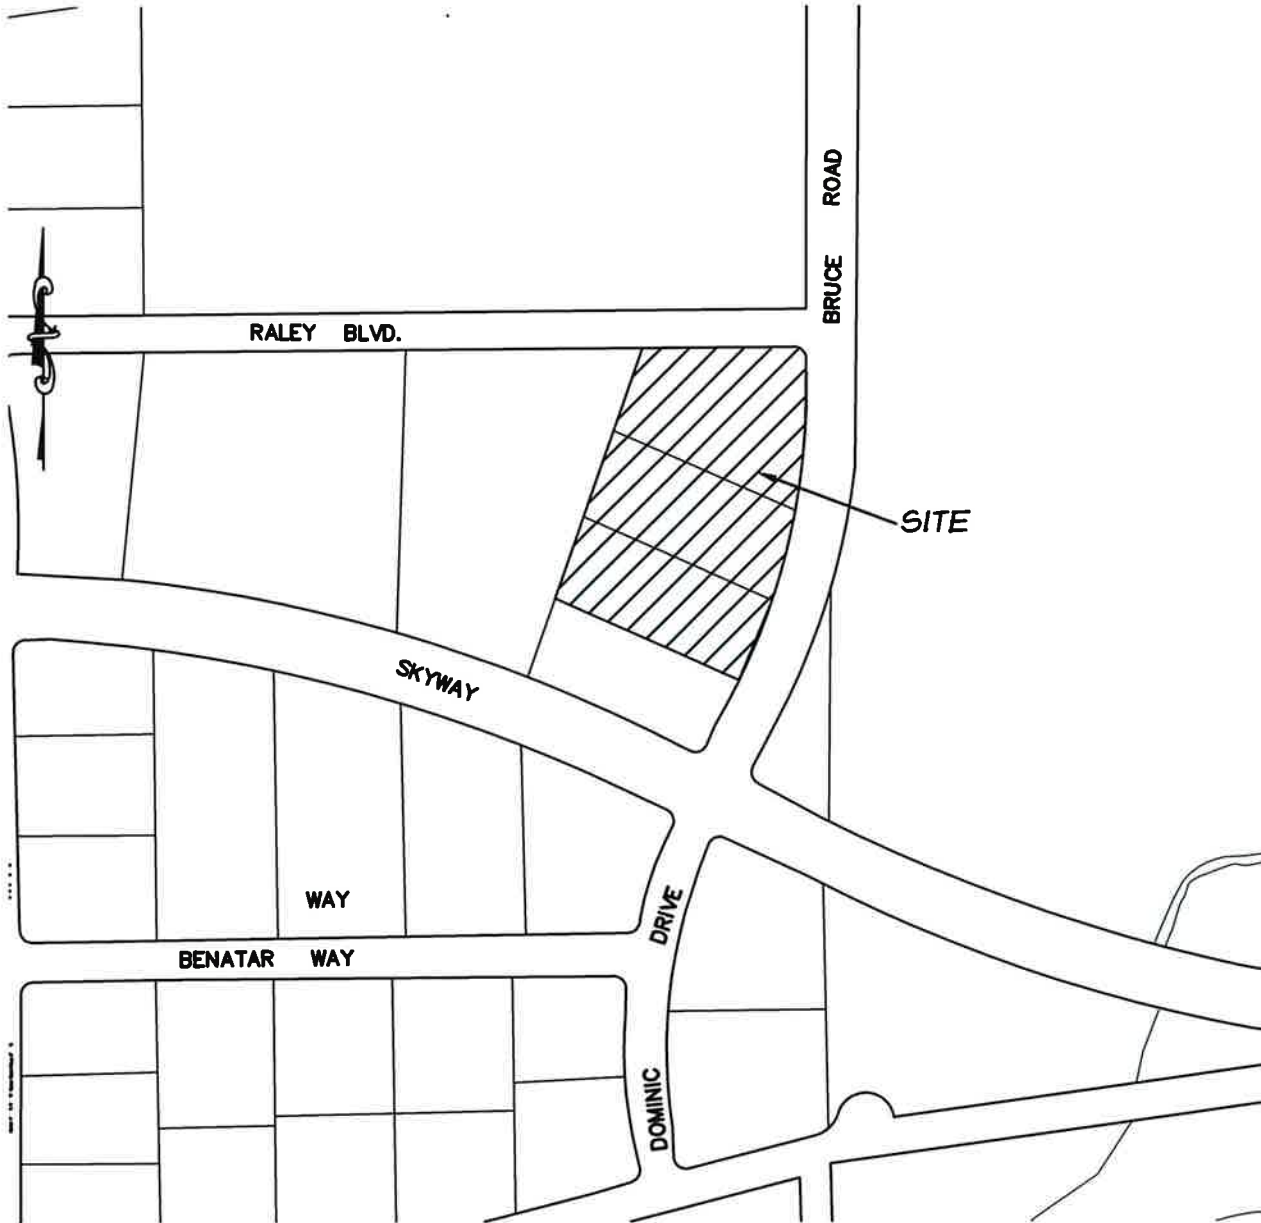 BRUCE ROAD
RALEY BLVD.
SITE
SKYWAY
WAY
DRIVE
BENATAR WAY
DOMINIC